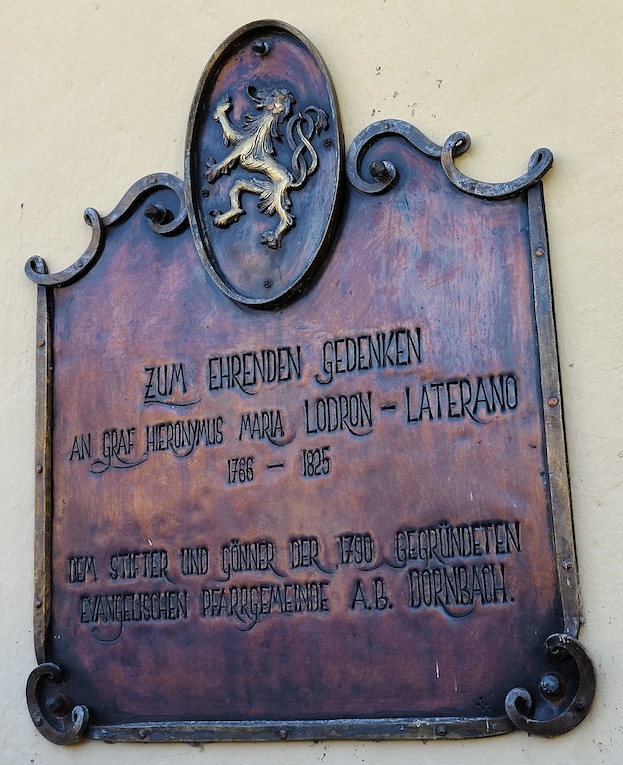 ZUM EHRENDEN GEDENKEN
AN GRAF HIERONYMUS MARIA LODRON – LATERANO
1766 – 1825
DEM STIFTER UND GÖNNER DER 1790 GEGRÜNDETEN
EVANGELISCHEN PFARRGEMEINDE A.B. DORNBACH.